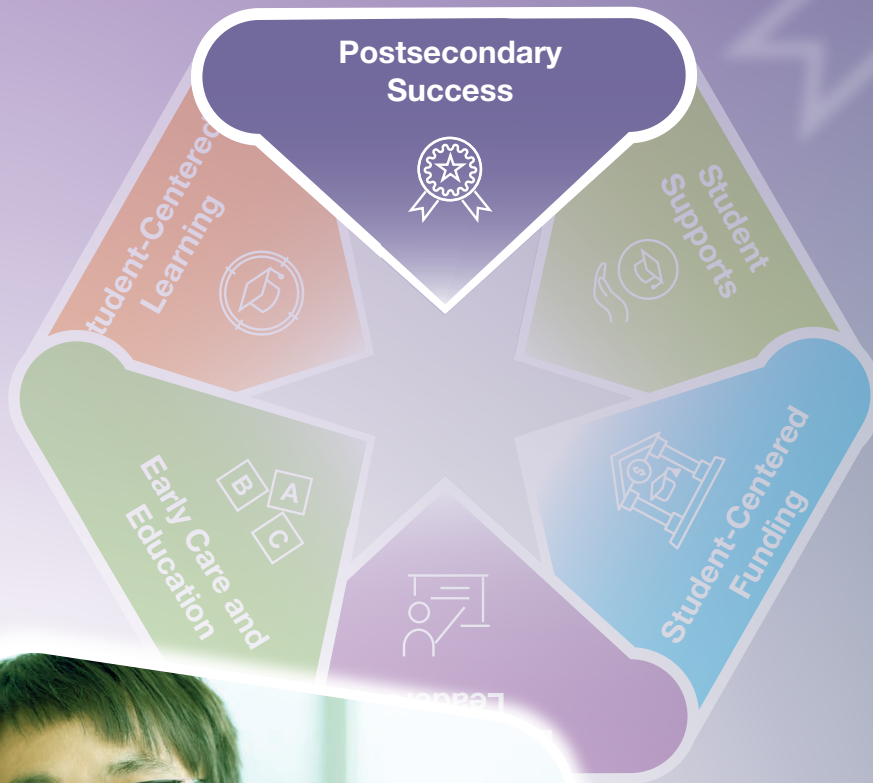 Postsecondary
Success
tudent-Centered
Learning
Student
Supports
Early Care and
Education
B
A
C
$
Student-Centered
Funding